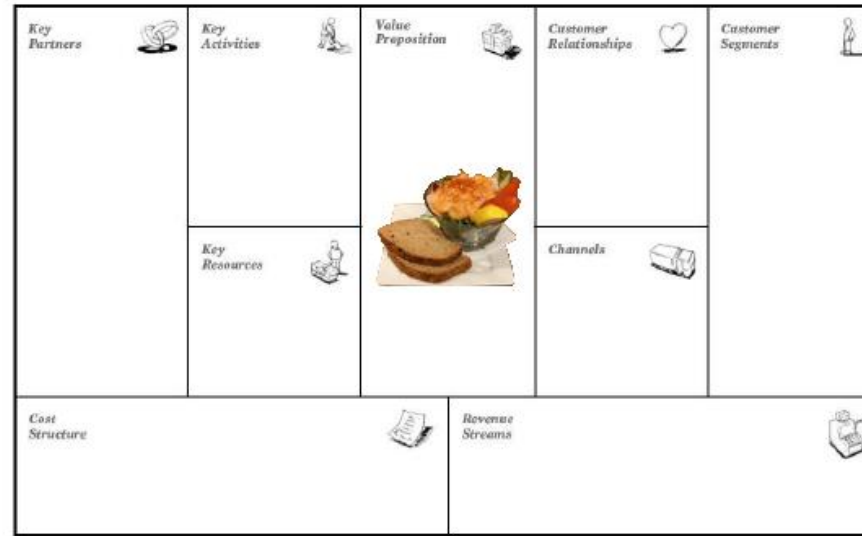 Key
Partners
Key
Activities
Value
Proposition
Customer
Relationships
Customer
Segments
Key
Resources
Channels
Cost
Structure
Revenue
Streams